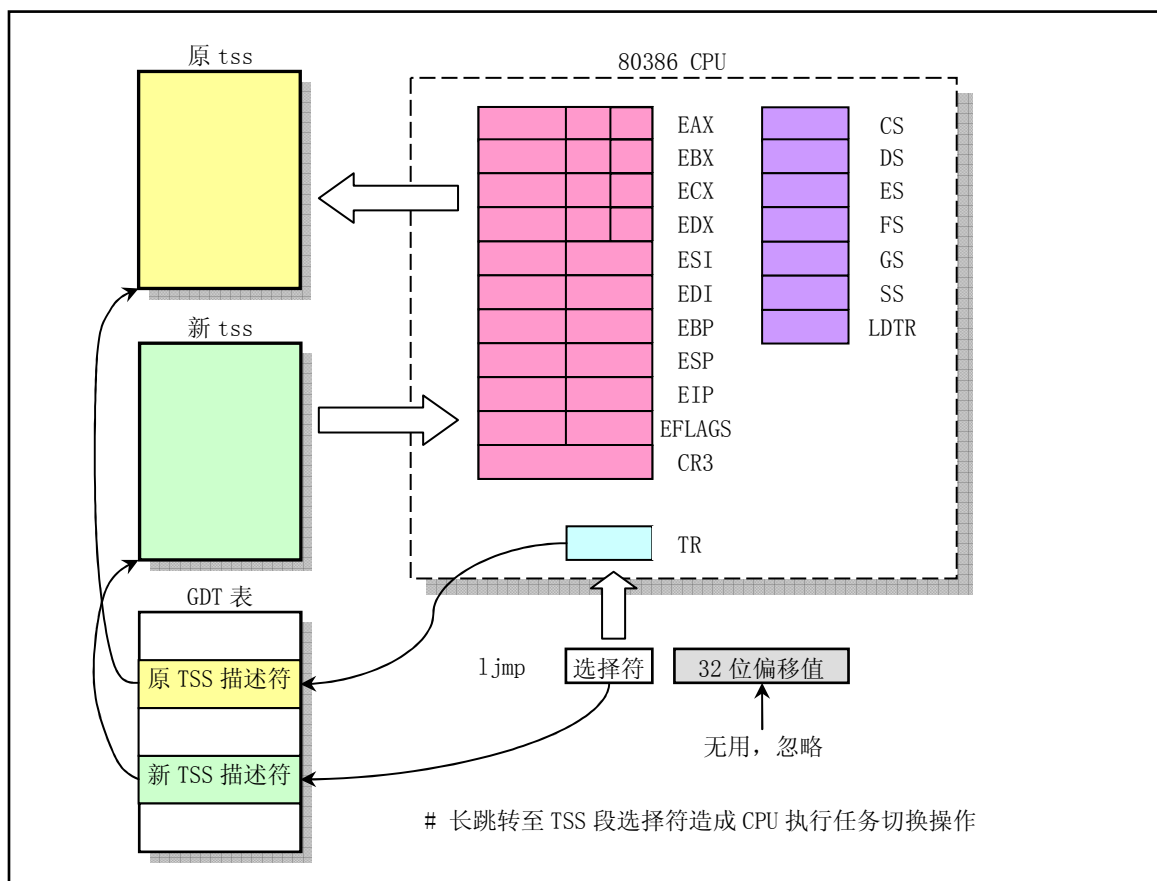 原 tss
80386 CPU
EAX
EBX
ECX
EDX
ESI
EDI
EBP
ESP
EIP
EFLAGS
CR3
CS
DS
ES
FS
GS
SS
LDTR
新 tss
TR
GDT 表
原 TSS 描述符
新 TSS 描述符
ljmp
选择符
32 位偏移值
无用，忽略
# 长跳转至 TSS 段选择符造成 CPU 执行任务切换操作